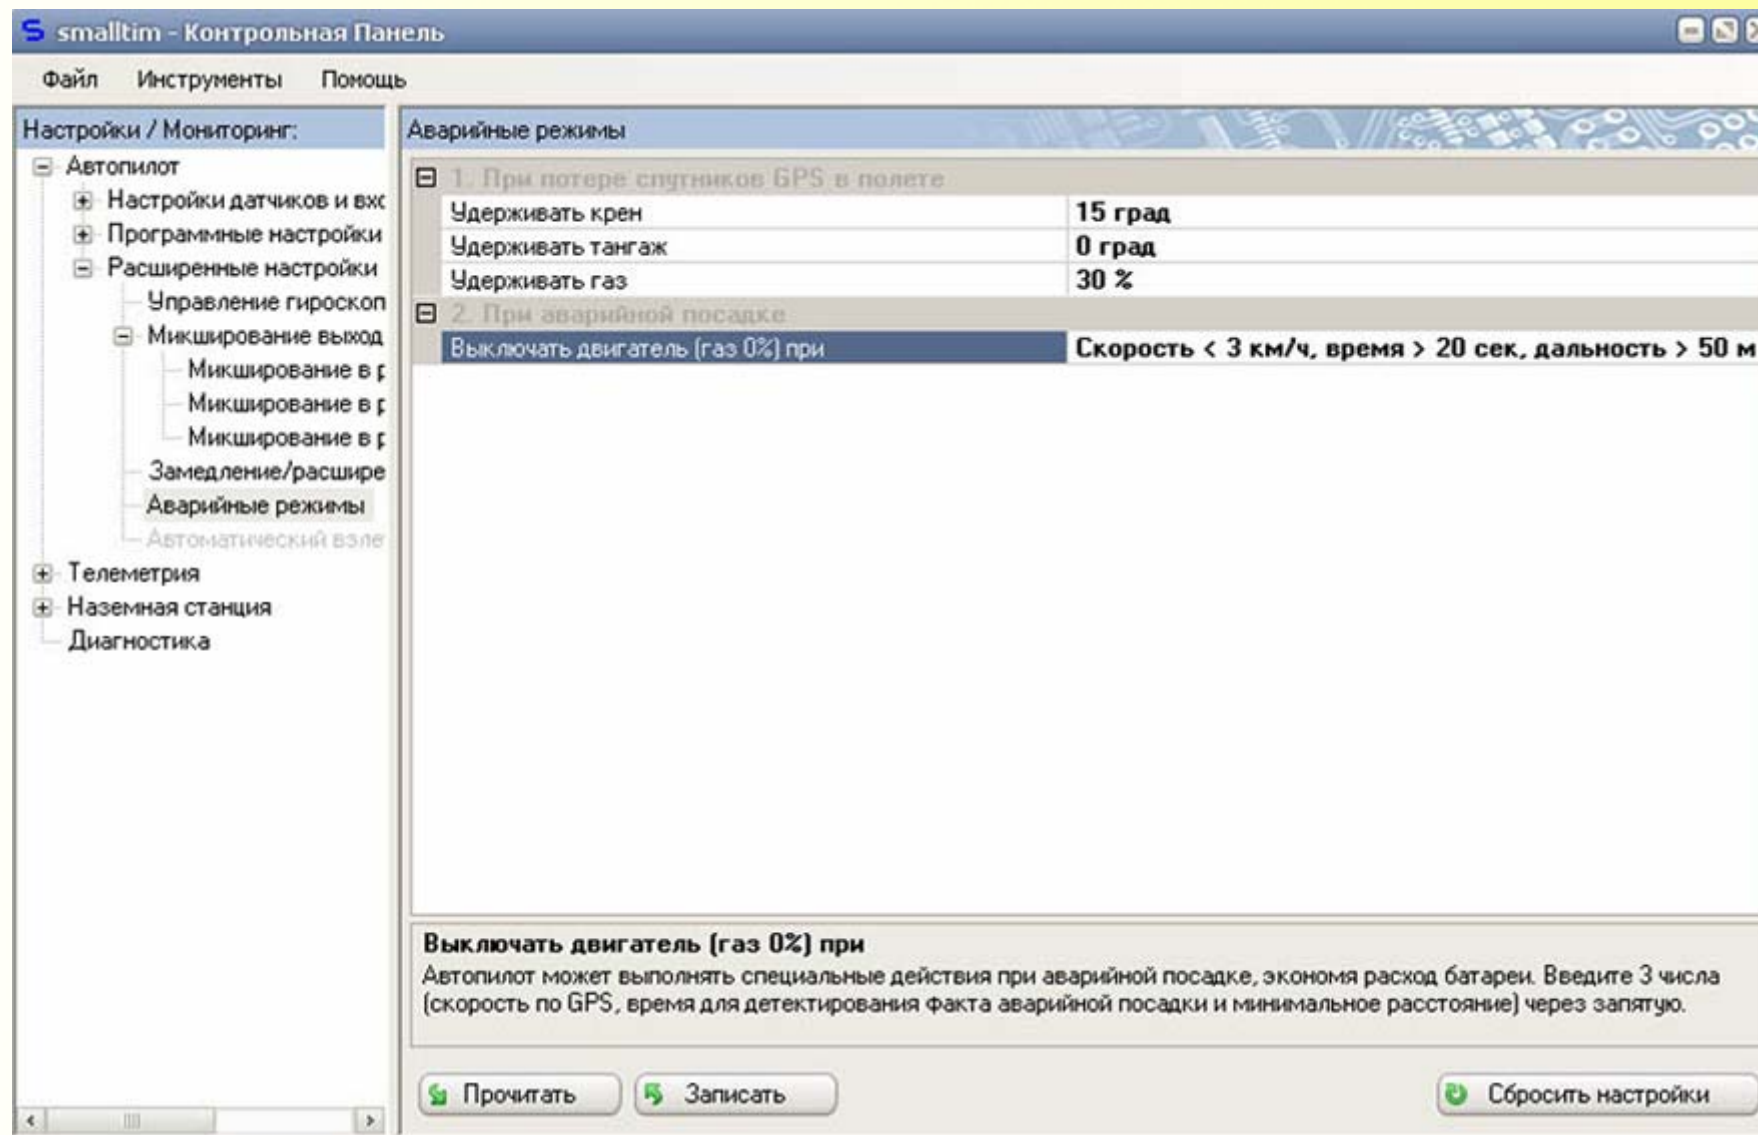 smalltim - Контрольная Панель
Файл Инструменты Помощь
Настройки / Мониторинг:
Автопилот
Настройки датчиков и вхс
Программные настройки
Расширенные настройки
Управление гироскоп
Микширование выход
Микширование в р
Микширование в р
Микширование в р
Замедление/расшире
Аварийные режимы
Автоматический взле
Телеметрия
Наземная станция
Диагностика
Аварийные режимы
1. При потере спутников GPS в полете
Удерживать крен 15 град
Удерживать тангаж 0 град
Удерживать газ 30 %
2. При аварийной посадке
Выключать двигатель (газ 0%) при Скорость < 3 км/ч, время > 20 сек, дальность > 50 м
Выключать двигатель (газ 0%) при
Автопилот может выполнять специальные действия при аварийной посадке, экономя расход батареи. Введите 3 числа
(скорость по GPS, время для детектирования факта аварийной посадки и минимальное расстояние) через запятую.
Прочитать Записать Сбросить настройки